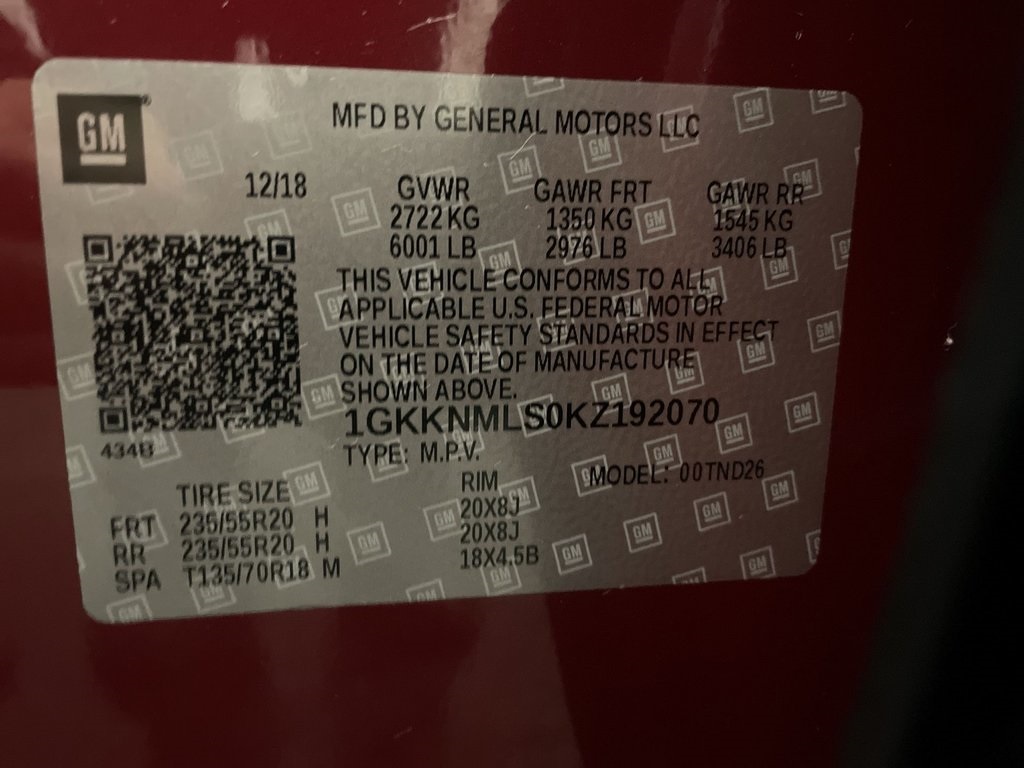 GM
MFD BY GENERAL MOTORS LLC
12/18 GVWR GAWR FRT GAWR RR
2722 KG 1350 KG 1545 KG
6001 LB 2976 LB 3406 LB
THIS VEHICLE CONFORMS TO ALL
APPLICABLE U.S. FEDERAL MOTOR
VEHICLE SAFETY STANDARDS IN EFFECT
ON THE DATE OF MANUFACTURE
SHOWN ABOVE.
1GKKNMLS0KZ192070
434B
TYPE: M.P.V. MODEL: 00TND26
TIRE SIZE RIM
FRT 235/55R20 H 20X8J
RR 235/55R20 H 20X8J
SPA T135/70R18 M 18X4.5B